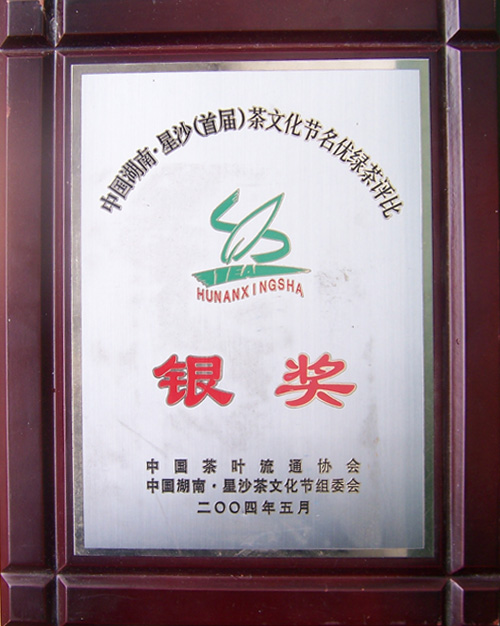 中国湖南·星沙(首届)茶文化节名优绿茶评比
TEA
HUNANXINGSHA
银奖
中国茶叶流通协会
中国湖南·星沙茶文化节组委会
二〇〇四年五月